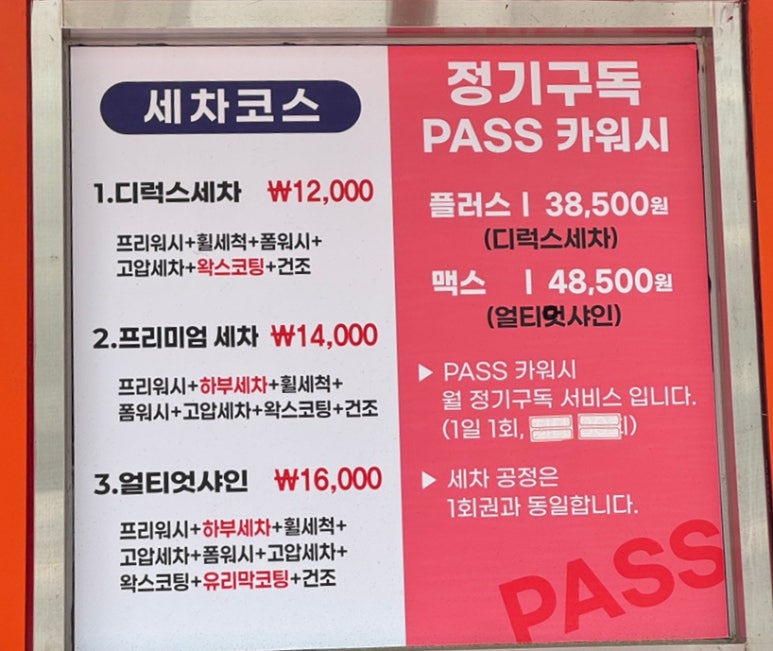 세차코스
1.디럭스세차 ₩12,000
프리워시+휠세척+폼워시+
고압세차+왁스코팅+건조
2.프리미엄 세차 ₩14,000
프리워시+하부세차+휠세척+
폼워시+고압세차+왁스코팅+건조
3.얼티엇샤인 ₩16,000
프리워시+하부세차+휠세척+
고압세차+폼워시+고압세차+
왁스코팅+유리막코팅+건조
정기구독
PASS 카워시
플러스 | 38,500원
(디럭스세차)
맥스 | 48,500원
(얼티엇샤인)
▶ PASS 카워시
월 정기구독 서비스 입니다.
(1일 1회,
▶ 세차 공정은
1회권과 동일합니다.
PASS